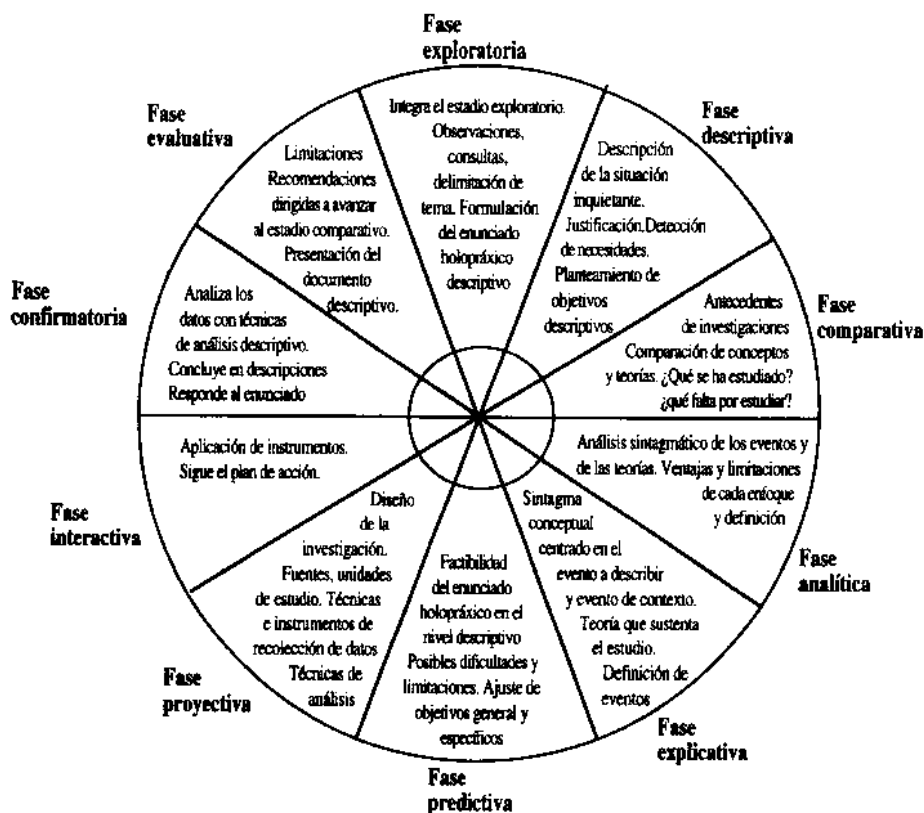 Fase
exploratoria
Integra el estadio exploratorio.
Observaciones,
consultas,
delimitación de
tema. Formulación
del enunciado
holopráxico
descriptivo
Fase
descriptiva
Descripción
de la situación
inquietante.
Justificación.Detección
de necesidades.
Planteamiento de
objetivos
descriptivos
Fase
comparativa
Antecedentes
de investigaciones
Comparación de conceptos
y teorías. ¿Qué se ha estudiado?
¿qué falta por estudiar?
Análisis sintagmático de los eventos y
de las teorías. Ventajas y limitaciones
de cada enfoque
y definición
Fase
analítica
Sintagma
conceptual
centrado en el
evento a describir
y evento de contexto.
Teoría que sustenta
el estudio.
Definición de
eventos
Fase
explicativa
Factibilidad
del enunciado
holopráxico en el
nivel descriptivo
Posibles dificultades y
limitaciones. Ajuste de
objetivos general y
específicos
Fase
predictiva
Diseño
de la
investigación.
Fuentes, unidades
de estudio. Técnicas
e instrumentos de
recolección de datos
Técnicas de
análisis
Fase
proyectiva
Aplicación de instrumentos.
Sigue el plan de acción.
Fase
interactiva
Fase
confirmatoria
Analiza los
datos con técnicas
de análisis descriptivo.
Concluye en descripciones
Responde al enunciado
Fase
evaluativa
Limitaciones
Recomendaciones
dirigidas a avanzar
al estadio comparativo.
Presentación del
documento
descriptivo.